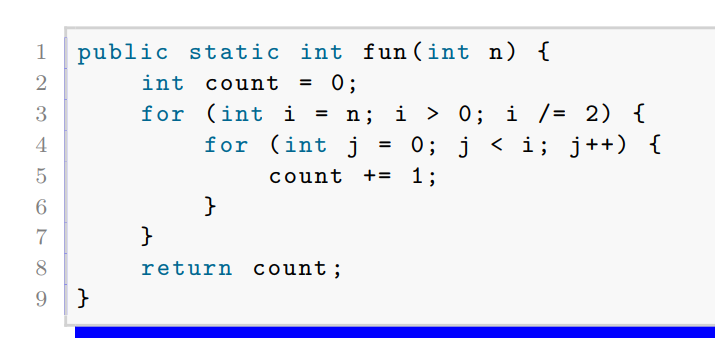 1 public static int fun(int n) {
2     int count = 0;
3     for (int i = n; i > 0; i /= 2) {
4         for (int j = 0; j < i; j++) {
5             count += 1;
6         }
7     }
8     return count;
9 }